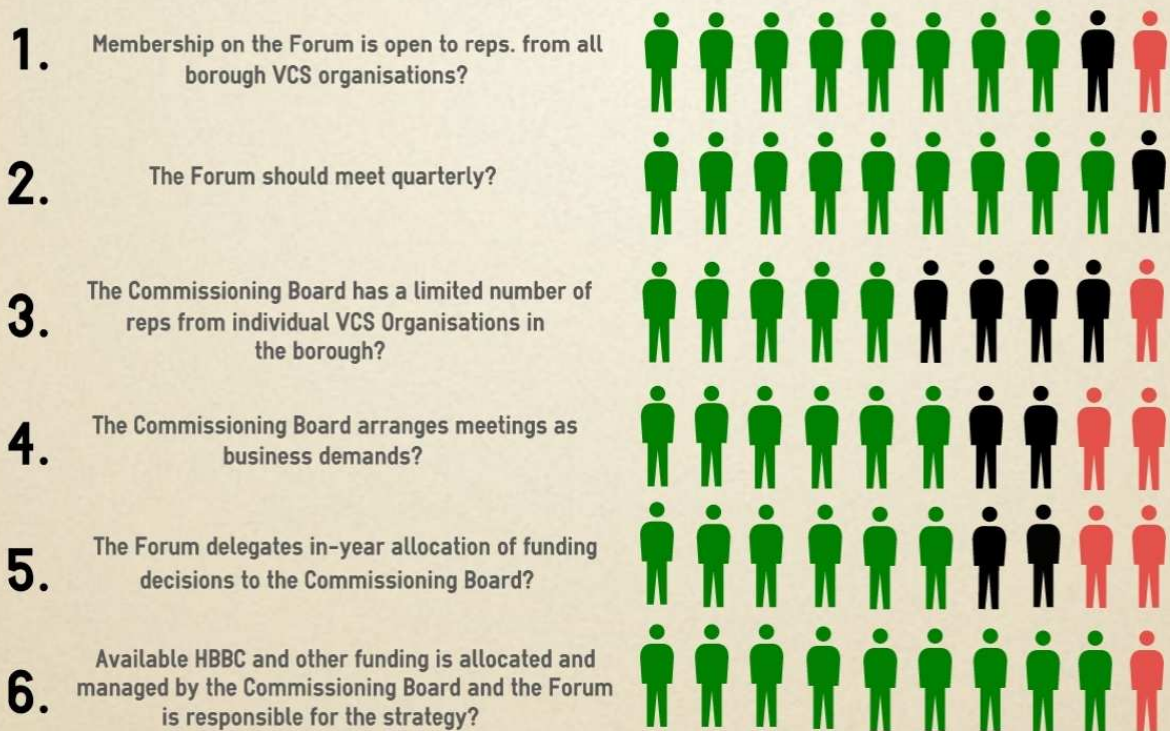 1. Membership on the Forum is open to reps. from all
borough VCS organisations?
2. The Forum should meet quarterly?
3. The Commissioning Board has a limited number of
reps from individual VCS Organisations in
the borough?
4. The Commissioning Board arranges meetings as
business demands?
5. The Forum delegates in-year allocation of funding
decisions to the Commissioning Board?
6. Available HBBC and other funding is allocated and
managed by the Commissioning Board and the Forum
is responsible for the strategy?